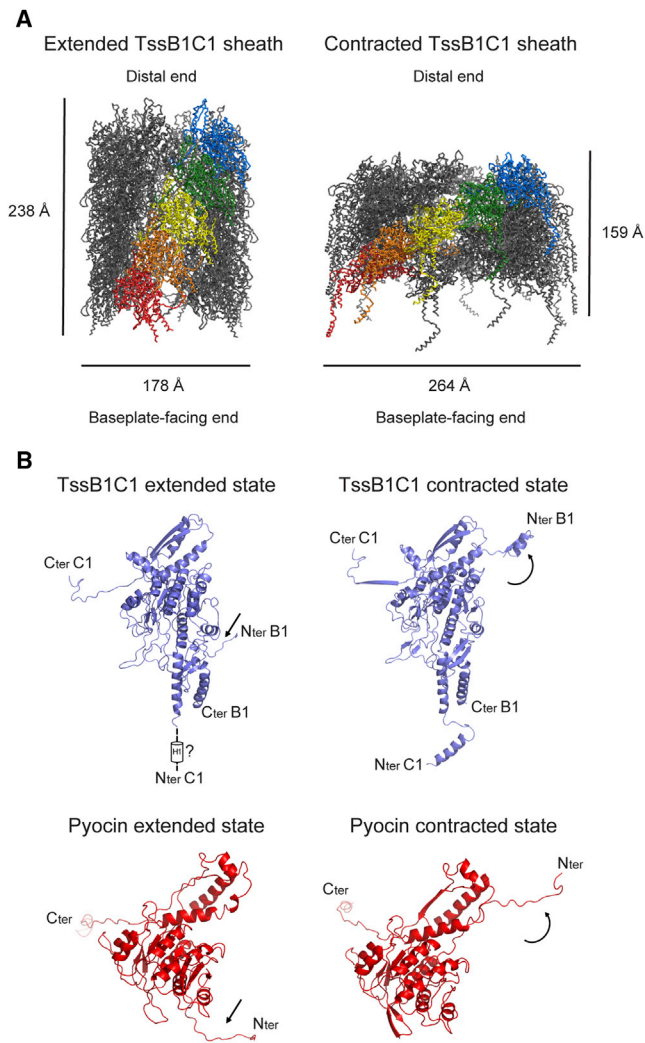 A
Extended TssB1C1 sheath
Contracted TssB1C1 sheath
Distal end
Distal end
238 Å
159 Å
178 Å
264 Å
Baseplate-facing end
Baseplate-facing end
B
TssB1C1 extended state
TssB1C1 contracted state
Nter B1
Cter C1
Cter C1
Nter B1
Cter B1
Cter B1
H1
?
Nter C1
Nter C1
Pyocin extended state
Pyocin contracted state
Nter
Cter
Cter
Nter